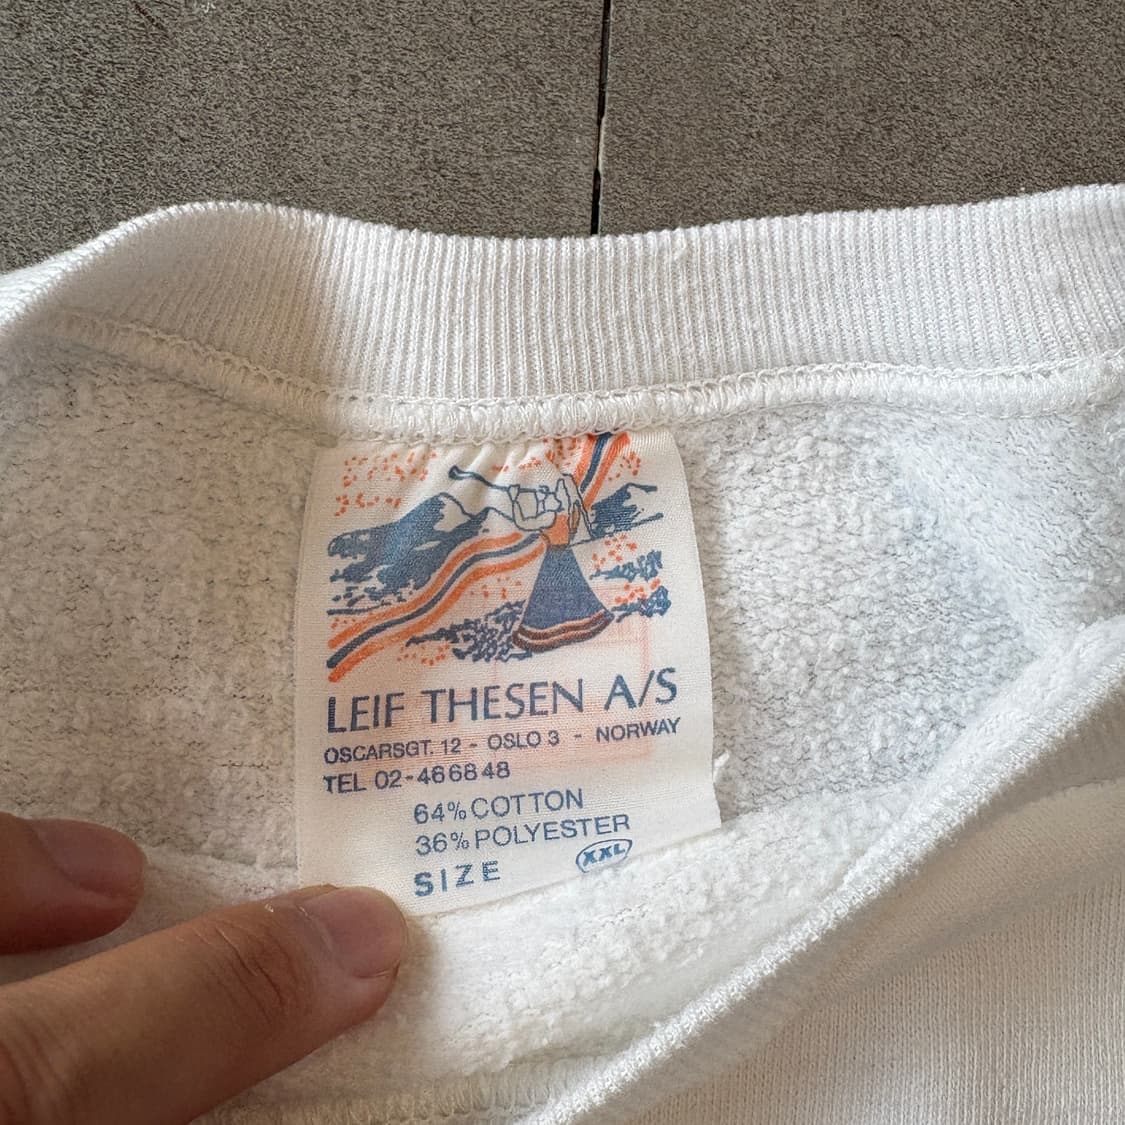 LEIF THESEN A/S
OSCARSGT. 12 - OSLO 3 - NORWAY
TEL 02-466848
64% COTTON
36% POLYESTER
SIZE XXL